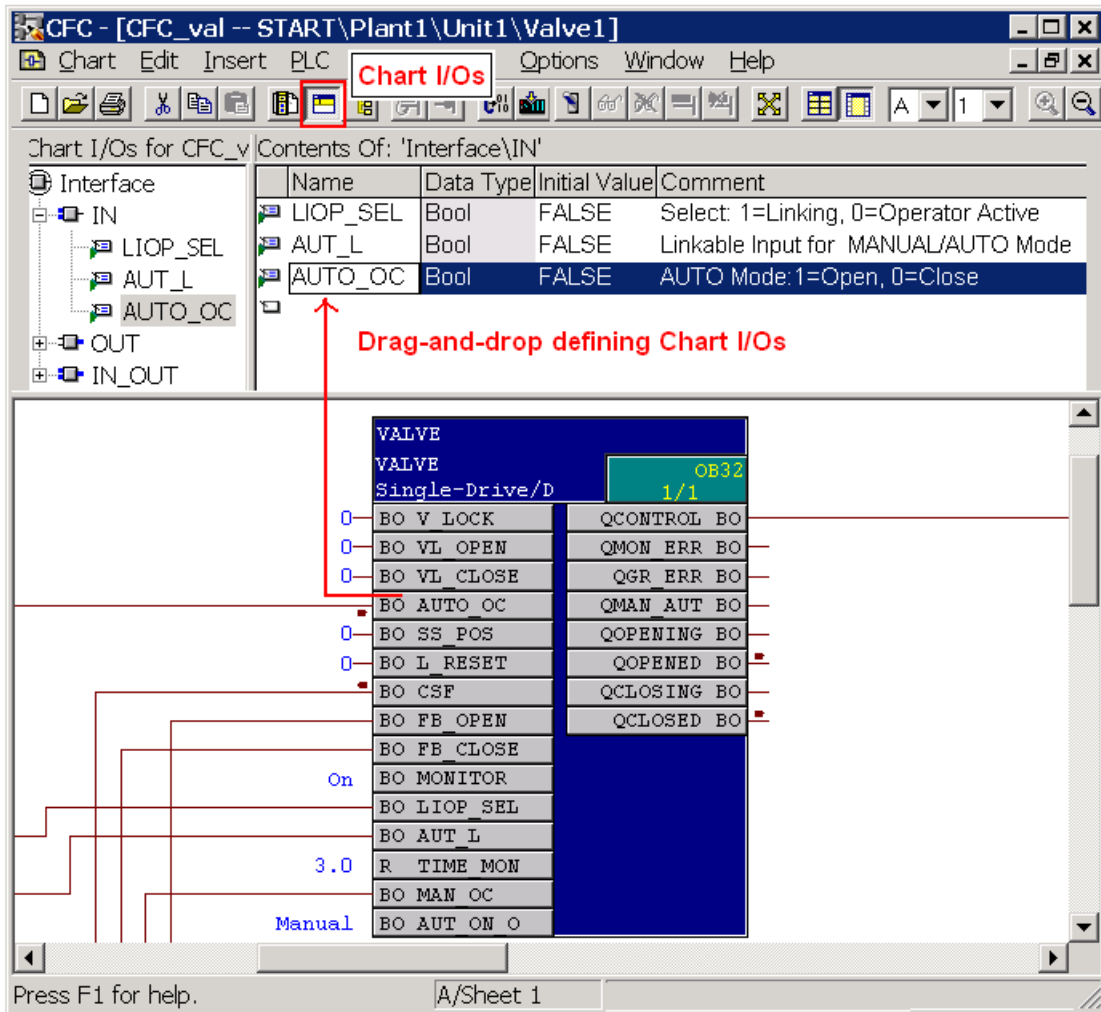 CFC - [CFC_val -- START\Plant1\Unit1\Valve1]
Chart Edit Insert PLC Options Window Help
Chart I/Os
A 1
Chart I/Os for CFC_v Contents Of: 'Interface\IN'
Interface Name Data Type Initial Value Comment
IN LIOP_SEL Bool FALSE Select: 1=Linking, 0=Operator Active
LIOP_SEL AUT_L Bool FALSE Linkable Input for MANUAL/AUTO Mode
AUT_L AUTO_OC Bool FALSE AUTO Mode:1=Open, 0=Close
AUTO_OC
OUT Drag-and-drop defining Chart I/Os
IN_OUT
VALVE
VALVE OB32
Single-Drive/D 1/1
0 BO V_LOCK QCONTROL BO
0 BO VL_OPEN QMON_ERR BO
0 BO VL_CLOSE QGR_ERR BO
BO AUTO_OC QMAN_AUT BO
0 BO SS_POS QOPENING BO
0 BO L_RESET QOPENED BO
BO CSF QCLOSING BO
BO FB_OPEN QCLOSED BO
BO FB_CLOSE
On BO MONITOR
BO LIOP_SEL
BO AUT_L
3.0 R TIME_MON
BO MAN_OC
Manual BO AUT_ON_O
Press F1 for help. A/Sheet 1